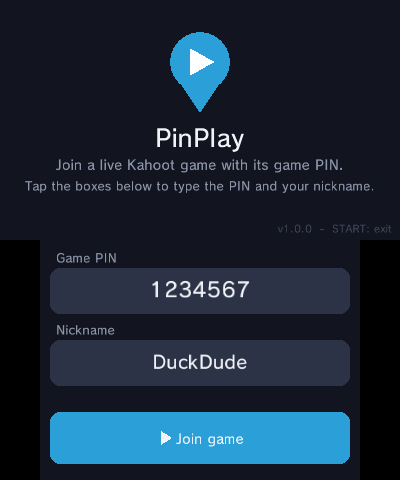 PinPlay
Join a live Kahoot game with its game PIN.
Tap the boxes below to type the PIN and your nickname.
v1.0.0 - START: exit
Game PIN
1234567
Nickname
DuckDude
Join game